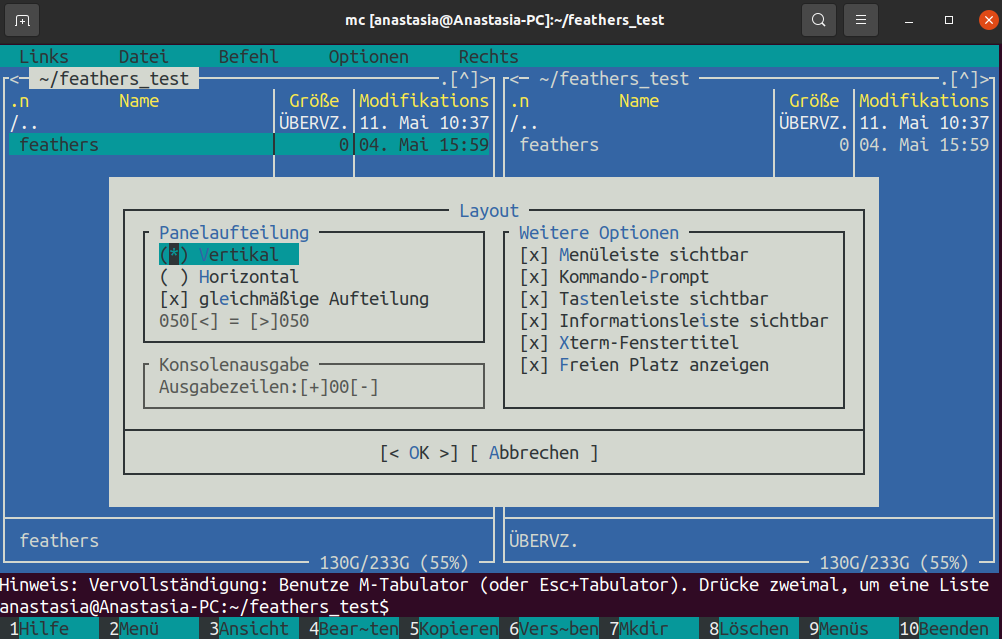 mc [anastasia@Anastasia-PC]:~/feathers_test
Links Datei Befehl Optionen Rechts
<- ~/feathers_test .[^]> <- ~/feathers_test .[^]>
.n Name Größe Modifikations .n Name Größe Modifikations
/.. ÜBERVZ. 11. Mai 10:37 /.. ÜBERVZ. 11. Mai 10:37
feathers 0 04. Mai 15:59 feathers 0 04. Mai 15:59
Layout
Panelaufteilung Weitere Optionen
(*) Vertikal [x] Menüleiste sichtbar
( ) Horizontal [x] Kommando-Prompt
[x] gleichmäßige Aufteilung [x] Tastenleiste sichtbar
050[<] = [>]050 [x] Informationsleiste sichtbar
[x] Xterm-Fenstertitel
Konsolenausgabe [x] Freien Platz anzeigen
Ausgabezeilen:[+]00[-]
[< OK >] [ Abbrechen ]
feathers ÜBERVZ.
130G/233G (55%) 130G/233G (55%)
Hinweis: Vervollständigung: Benutze M-Tabulator (oder Esc+Tabulator). Drücke zweimal, um eine Liste
anastasia@Anastasia-PC:~/feathers_test$
1Hilfe 2Menü 3Ansicht 4Bear~ten 5Kopieren 6Vers~ben 7Mkdir 8Löschen 9Menüs 10Beenden